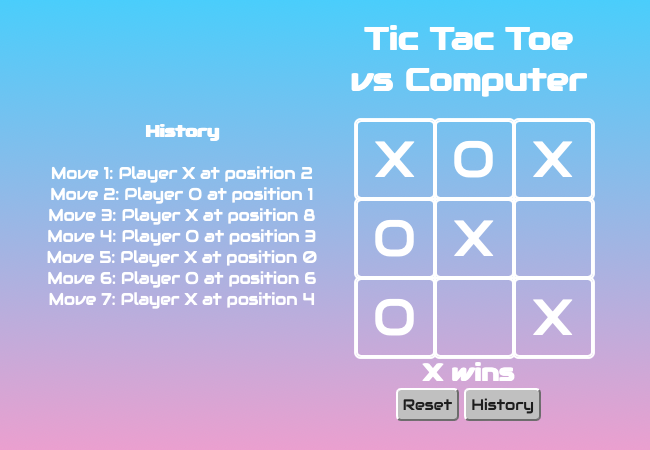 Tic Tac Toe
vs Computer
History
Move 1: Player X at position 2
Move 2: Player O at position 1
Move 3: Player X at position 8
Move 4: Player O at position 3
Move 5: Player X at position 0
Move 6: Player O at position 6
Move 7: Player X at position 4
X O X
O X
O X
X wins
Reset History